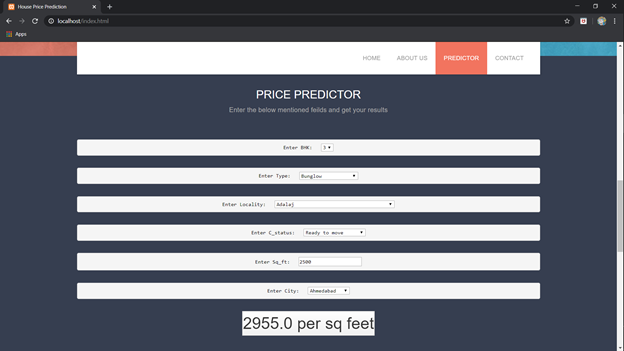 House Price Prediction
localhost/index.html
Apps
HOME ABOUT US PREDICTOR CONTACT
PRICE PREDICTOR
Enter the below mentioned feilds and get your results
Enter BHK: 3
Enter Type: Bunglow
Enter Locality: Adalaj
Enter C_status: Ready to move
Enter Sq_ft: 2500
Enter City: Ahmedabad
2955.0 per sq feet